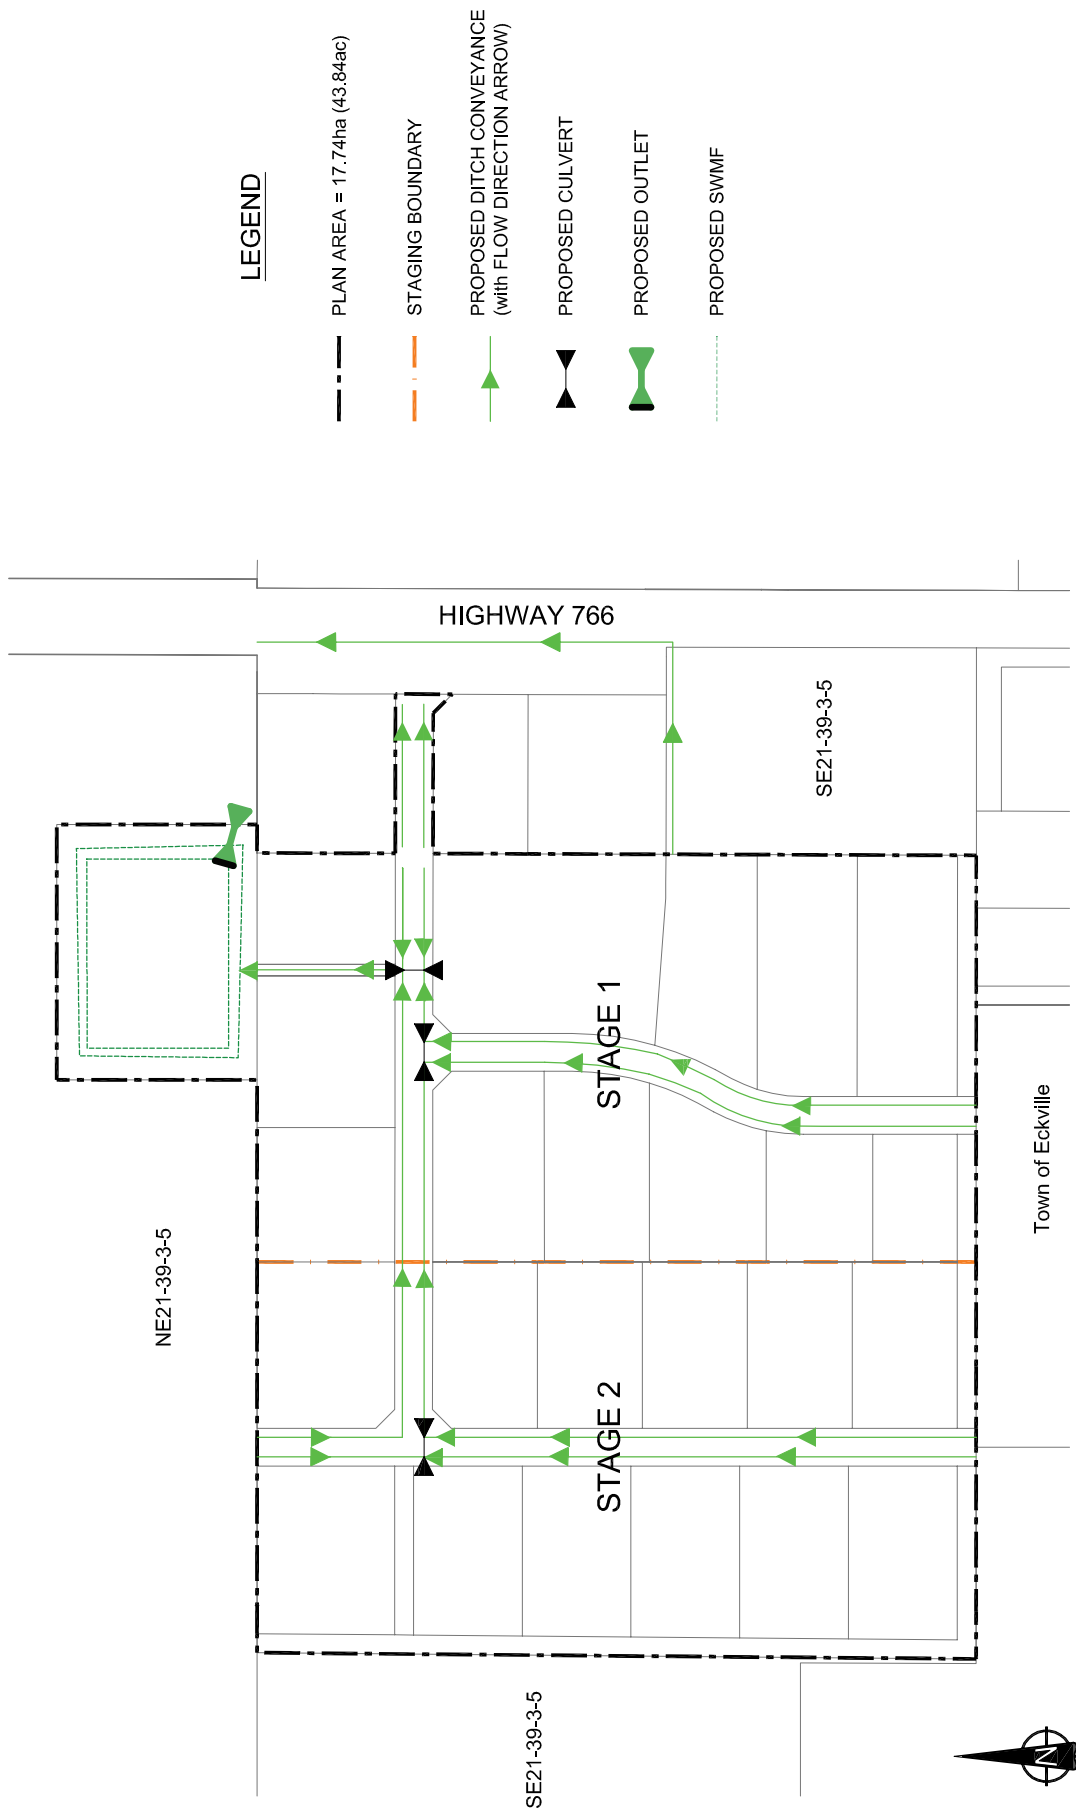 LEGEND
PLAN AREA = 17.74ha (43.84ac)
STAGING BOUNDARY
PROPOSED DITCH CONVEYANCE
(with FLOW DIRECTION ARROW)
PROPOSED CULVERT
PROPOSED OUTLET
PROPOSED SWMF
HIGHWAY 766
SE21-39-3-5
STAGE 1
Town of Eckville
NE21-39-3-5
STAGE 2
SE21-39-3-5
N